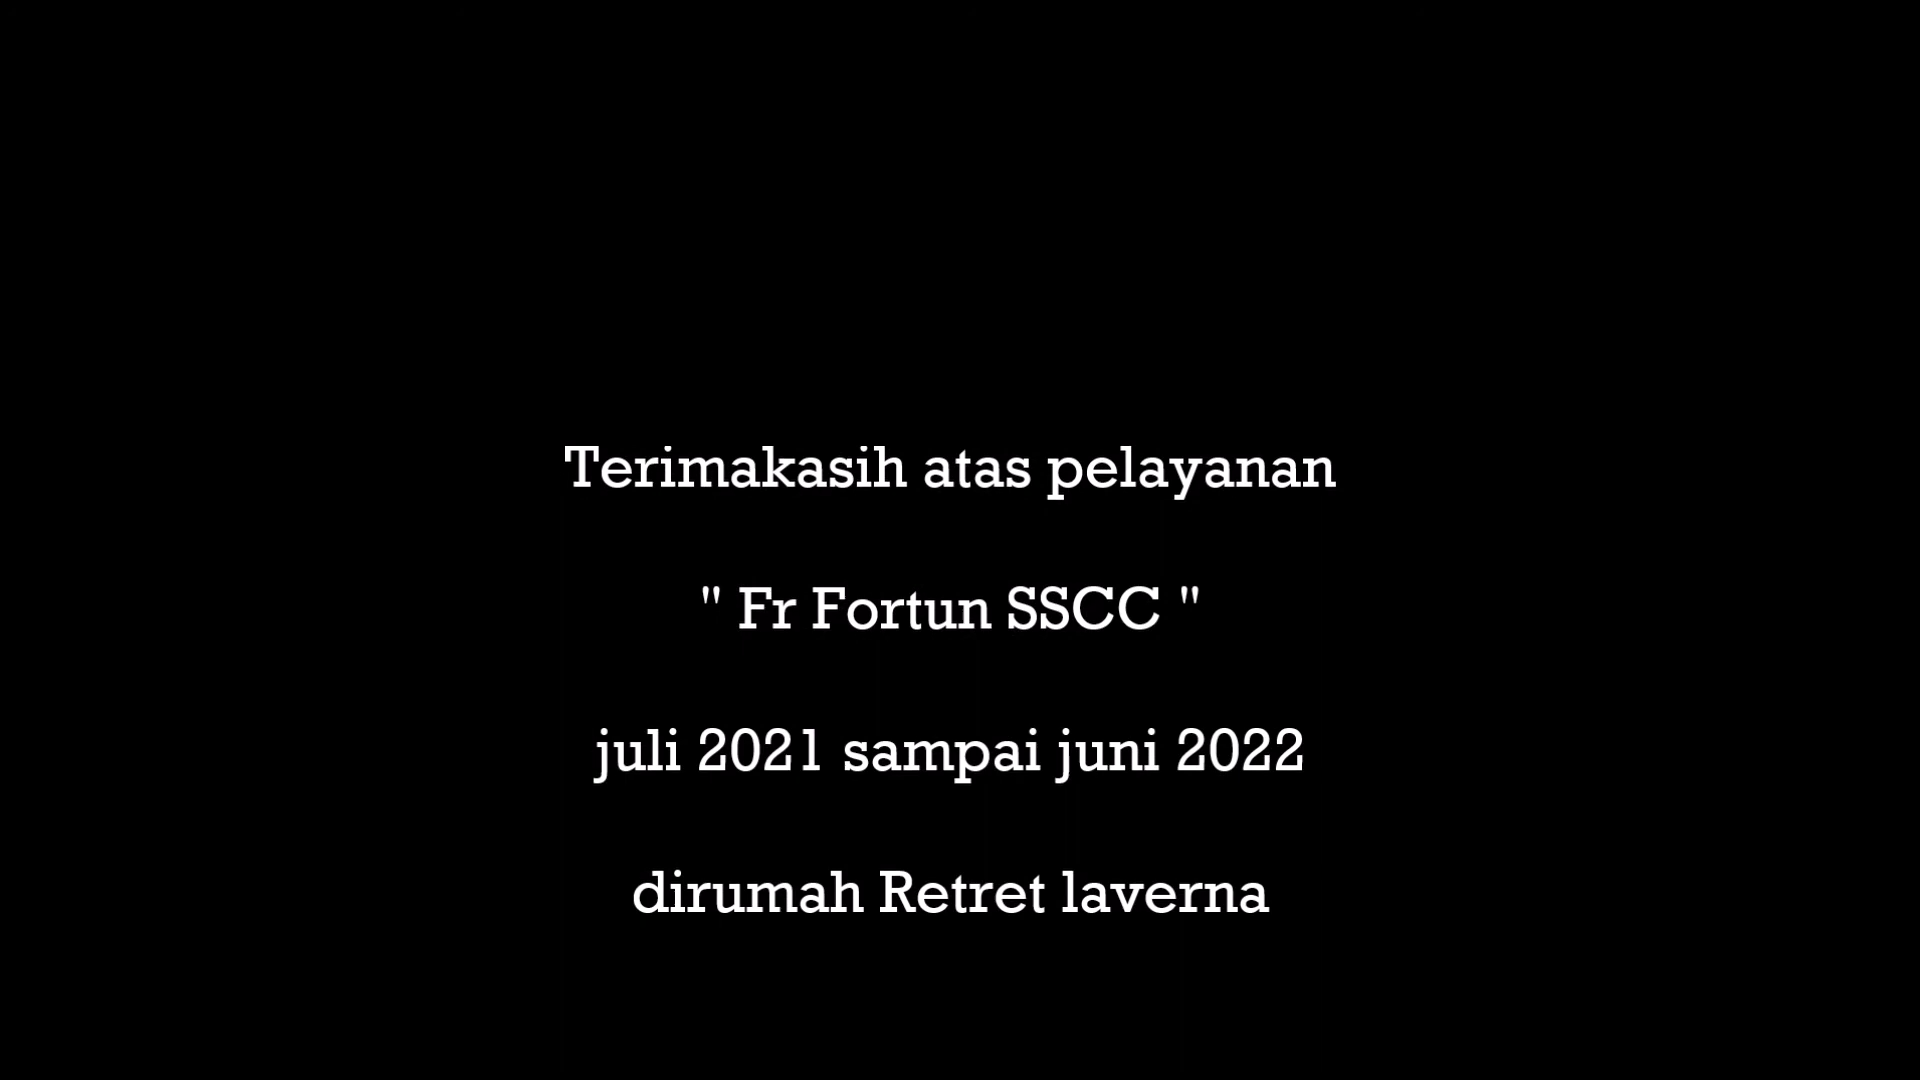 Terimakasih atas pelayanan
" Fr Fortun SSCC "
juli 2021 sampai juni 2022
dirumah Retret laverna